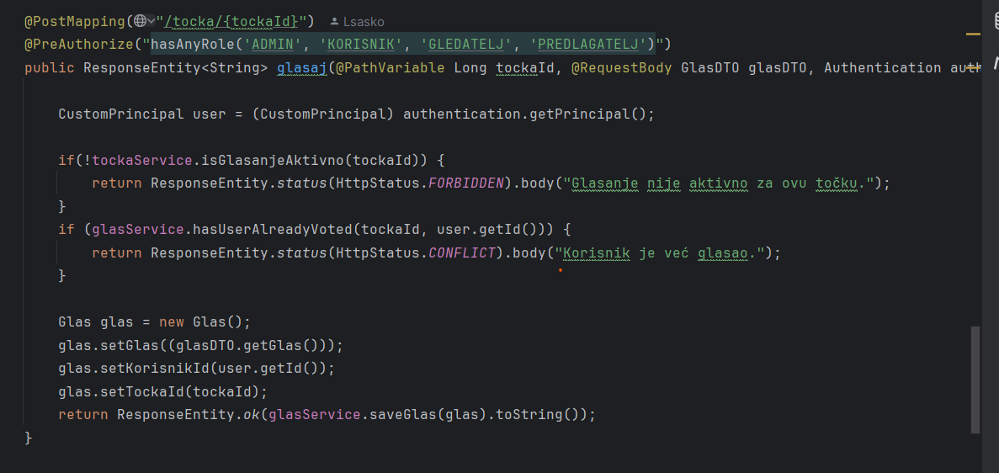 @PostMapping("/tocka/{tockaId}") Lsasko
@PreAuthorize("hasAnyRole('ADMIN', 'KORISNIK', 'GLEDATELJ', 'PREDLAGATELJ')")
public ResponseEntity<String> glasaj(@PathVariable Long tockaId, @RequestBody GlasDTO glasDTO, Authentication auth
CustomPrincipal user = (CustomPrincipal) authentication.getPrincipal();
if(!tockaService.isGlasanjeAktivno(tockaId)) {
return ResponseEntity.status(HttpStatus.FORBIDDEN).body("Glasanje nije aktivno za ovu točku.");
}
if (glasService.hasUserAlreadyVoted(tockaId, user.getId())) {
return ResponseEntity.status(HttpStatus.CONFLICT).body("Korisnik je već glasao.");
}
Glas glas = new Glas();
glas.setGlas((glasDTO.getGlas()));
glas.setKorisnikId(user.getId());
glas.setTockaId(tockaId);
return ResponseEntity.ok(glasService.saveGlas(glas).toString());
}